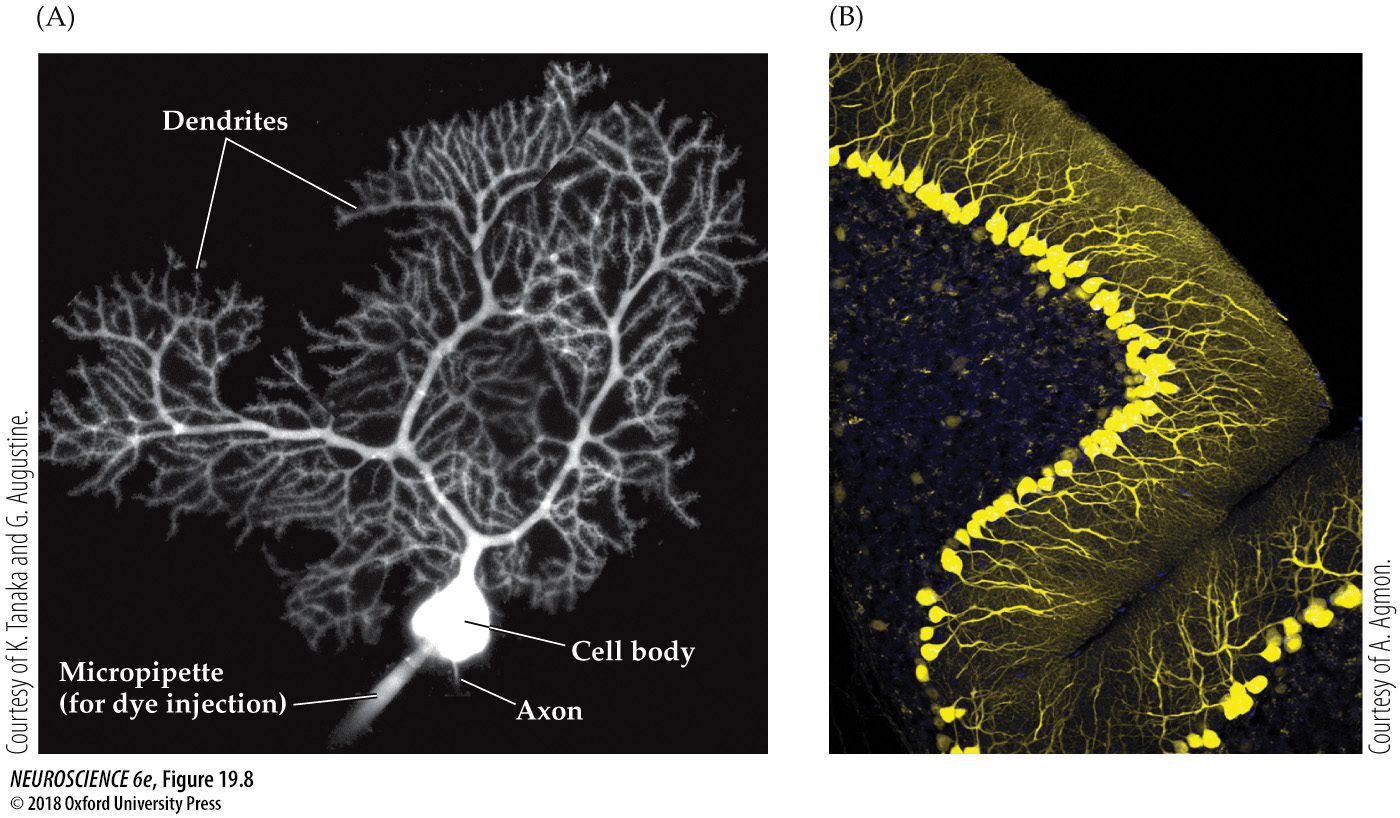 (A)
(B)
Dendrites
Cell body
Micropipette
(for dye injection)
Axon
Courtesy of K. Tanaka and G. Augustine.
Courtesy of A. Agmon.
NEUROSCIENCE 6e, Figure 19.8
© 2018 Oxford University Press